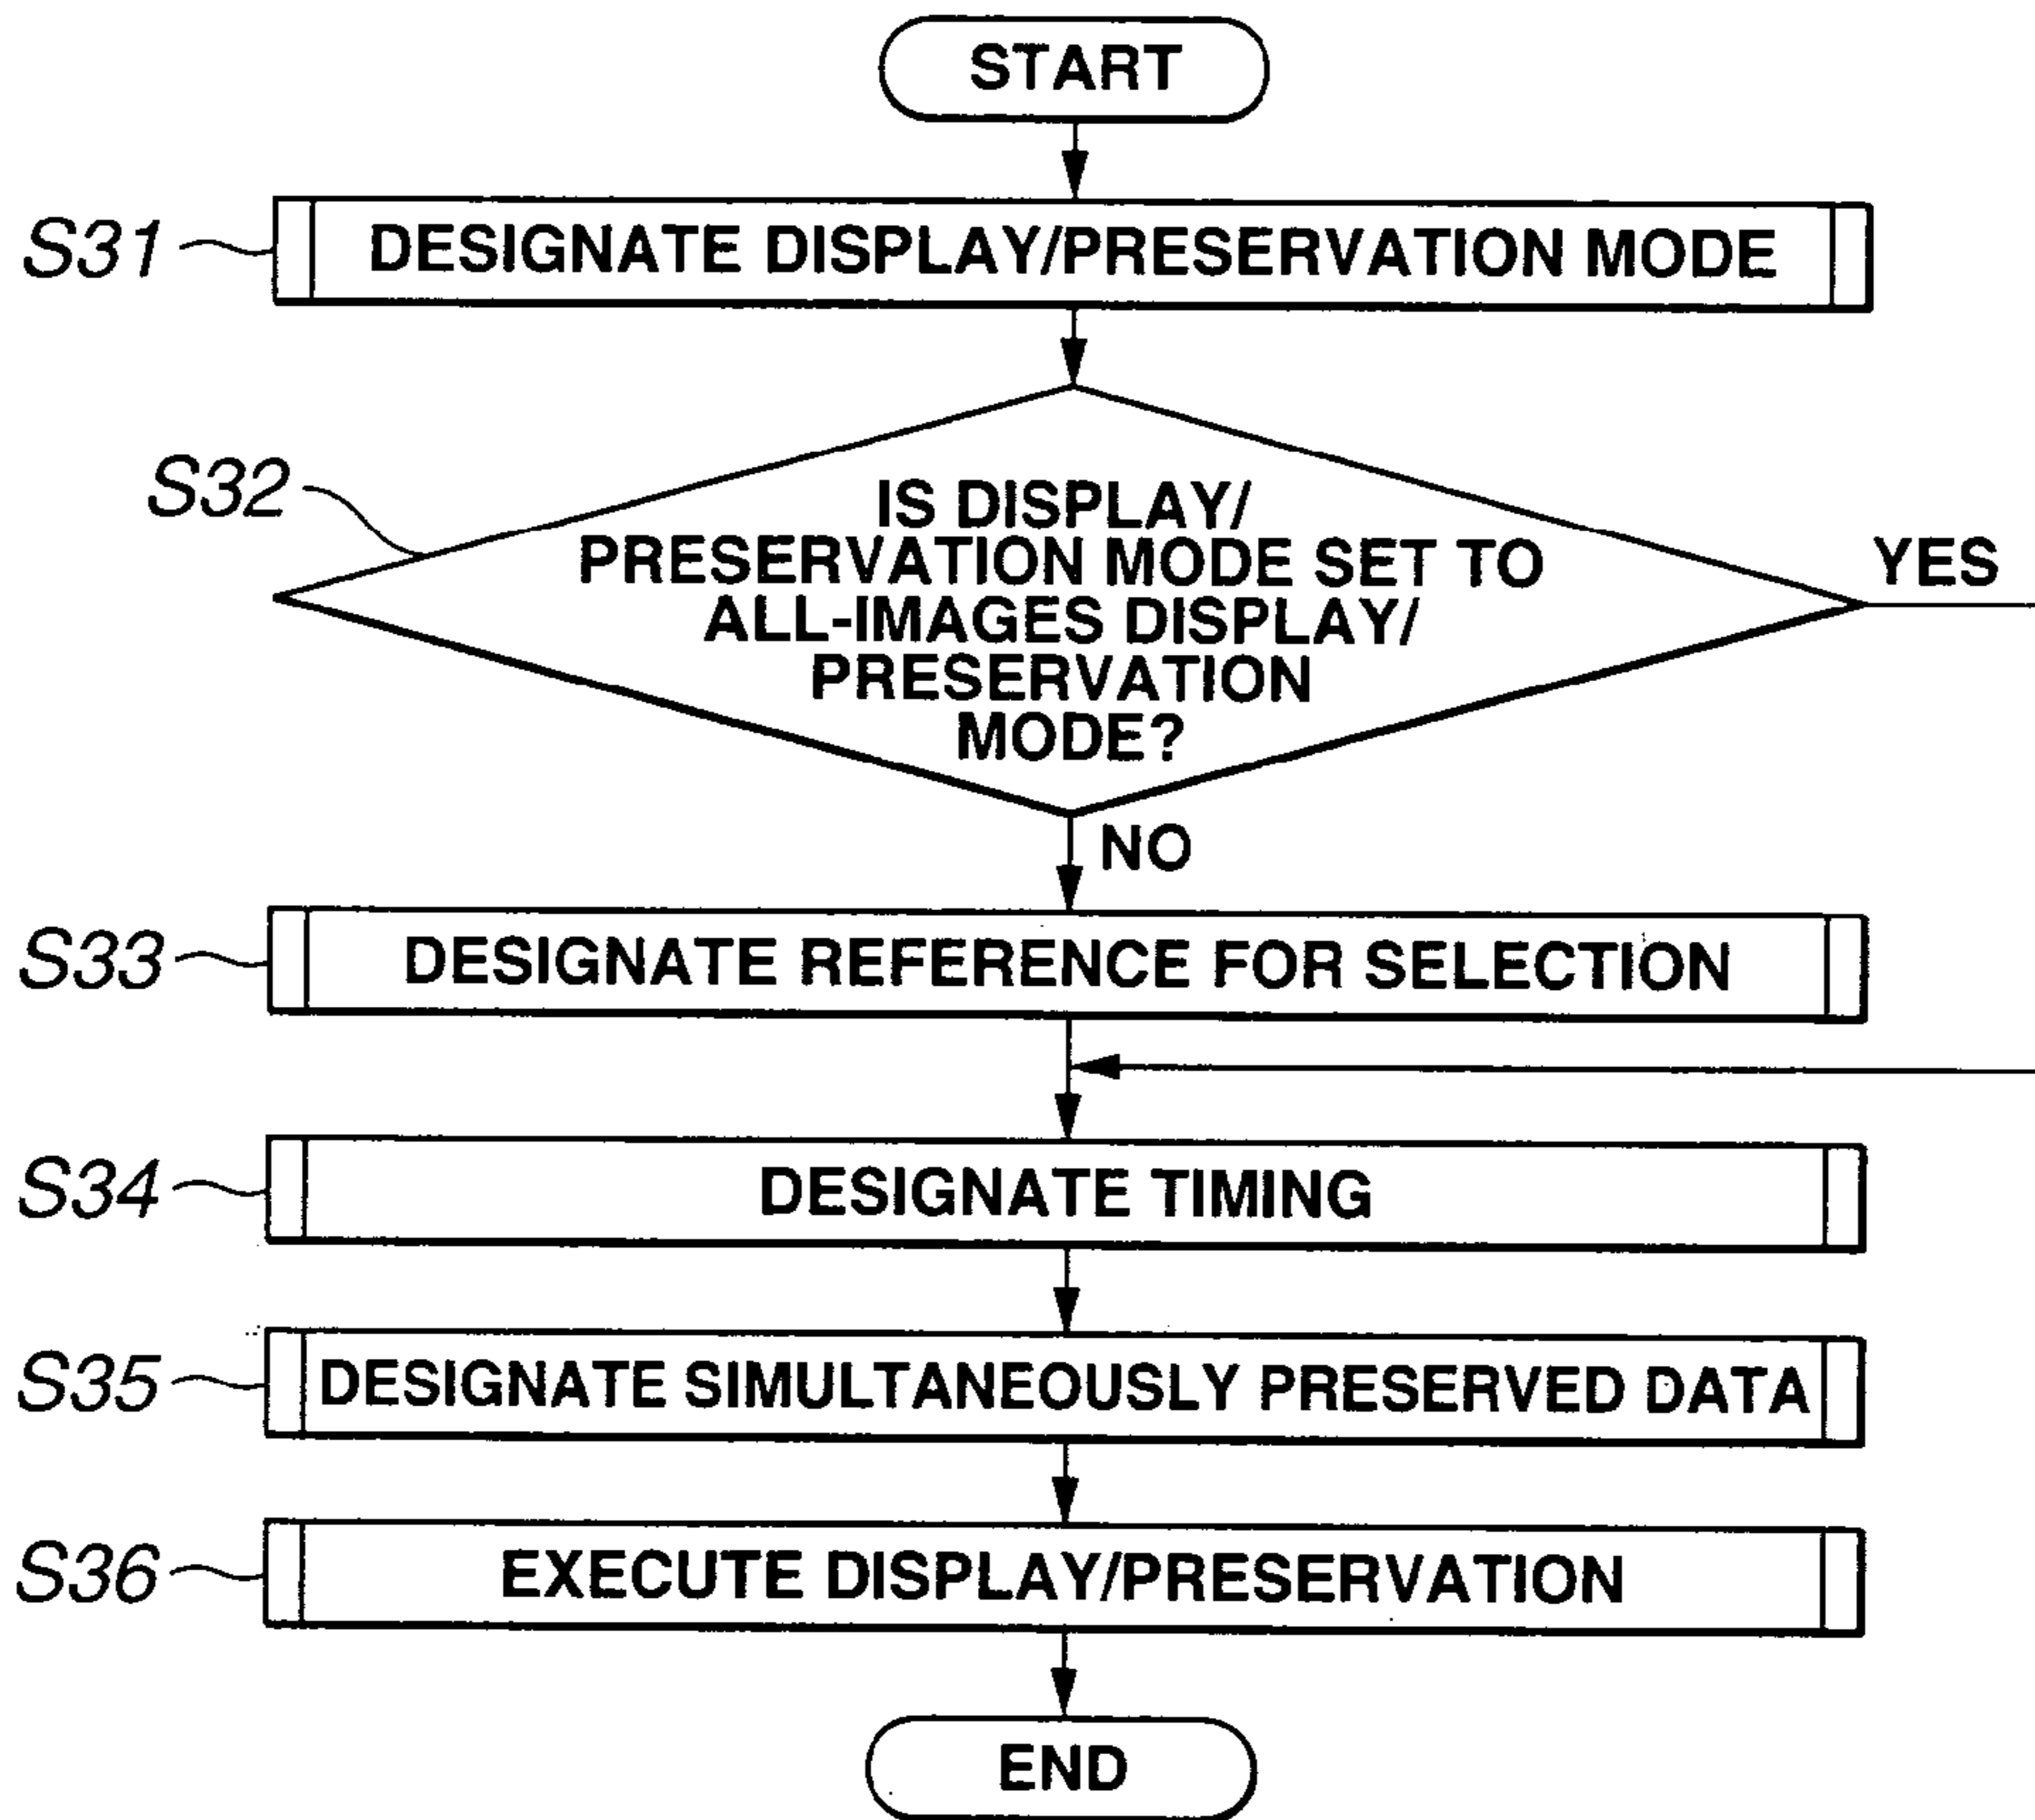 START
S31
DESIGNATE DISPLAY/PRESERVATION MODE
S32
IS DISPLAY/
PRESERVATION MODE SET TO
ALL-IMAGES DISPLAY/
PRESERVATION
MODE?
YES
NO
S33
DESIGNATE REFERENCE FOR SELECTION
S34
DESIGNATE TIMING
S35
DESIGNATE SIMULTANEOUSLY PRESERVED DATA
S36
EXECUTE DISPLAY/PRESERVATION
END